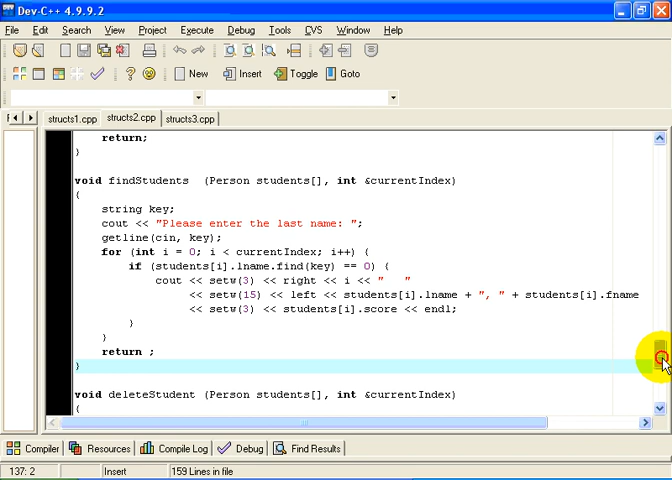 Dev-C++ 4.9.9.2
File Edit Search View Project Execute Debug Tools CVS Window Help
New Insert Toggle Goto
structs1.cpp structs2.cpp structs3.cpp
return;
}
void findStudents (Person students[], int &currentIndex)
{
string key;
cout << "Please enter the last name: ";
getline(cin, key);
for (int i = 0; i < currentIndex; i++) {
if (students[i].lname.find(key) == 0) {
cout << setw(3) << right << i << " "
<< setw(15) << left << students[i].lname + ", " + students[i].fname
<< setw(3) << students[i].score << endl;
}
}
return ;
}
void deleteStudent (Person students[], int &currentIndex)
{
Compiler Resources Compile Log Debug Find Results
137: 2 Insert 159 Lines in file